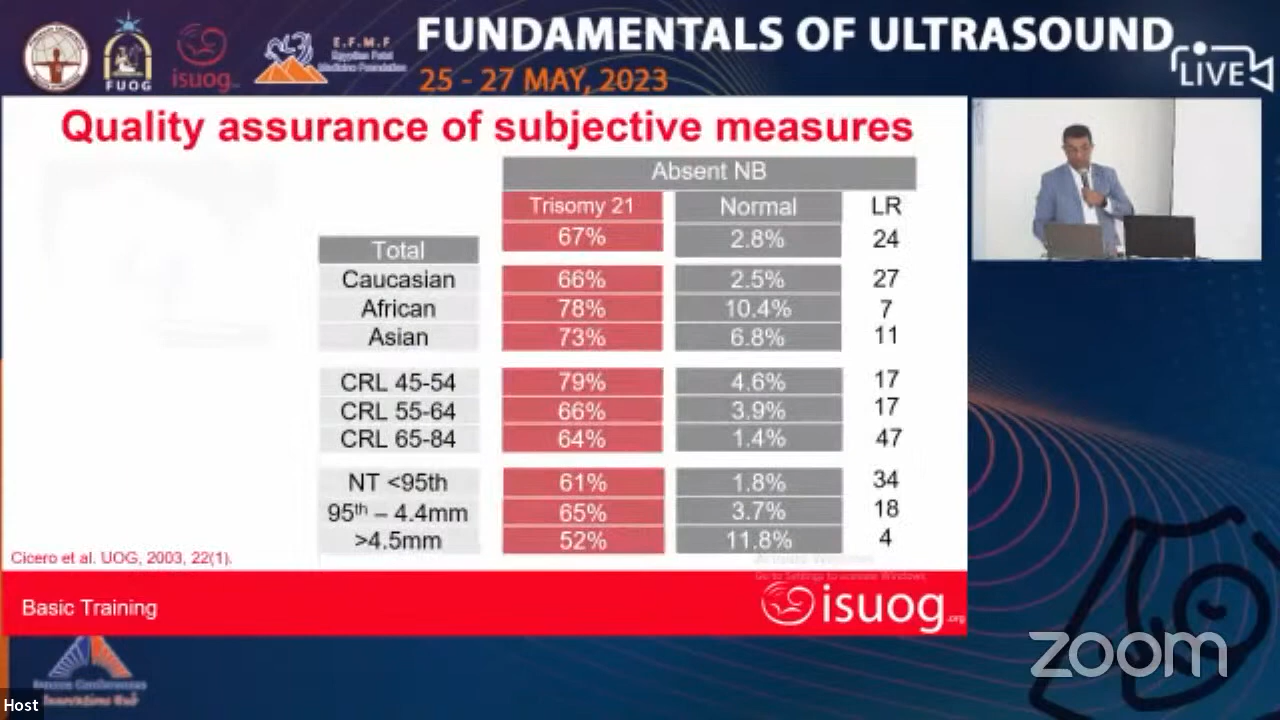 FUNDAMENTALS OF ULTRASOUND
25 - 27 MAY, 2023
LIVE
FUOG
isuog
E.F.M.F
Egyptian Fetal
Medicine Foundation
Quality assurance of subjective measures
Absent NB
Trisomy 21 Normal LR
67% 2.8% 24
Total
Caucasian 66% 2.5% 27
African 78% 10.4% 7
Asian 73% 6.8% 11
CRL 45-54 79% 4.6% 17
CRL 55-64 66% 3.9% 17
CRL 65-84 64% 1.4% 47
NT <95th 61% 1.8% 34
95th – 4.4mm 65% 3.7% 18
>4.5mm 52% 11.8% 4
Cicero et al. UOG, 2003, 22(1).
Activate Windows
Go to Settings to activate Windows.
Basic Training
isuog.org
zoom
Host